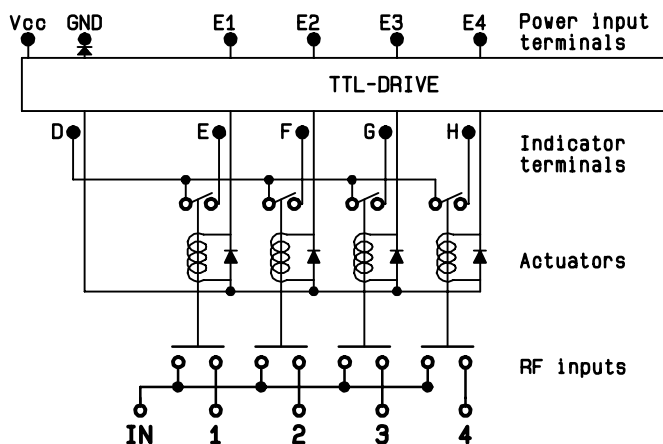 Vcc GND E1 E2 E3 E4 Power input
terminals
TTL-DRIVE
D E F G H Indicator
terminals
Actuators
RF inputs
IN 1 2 3 4